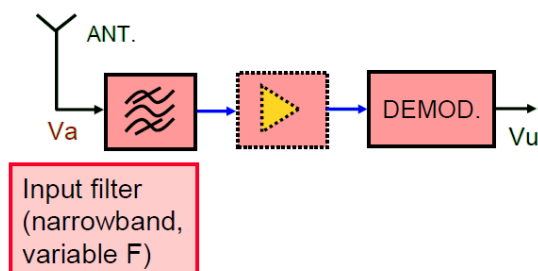 ANT.
Va
DEMOD.
Vu
Input filter
(narrowband,
variable F)